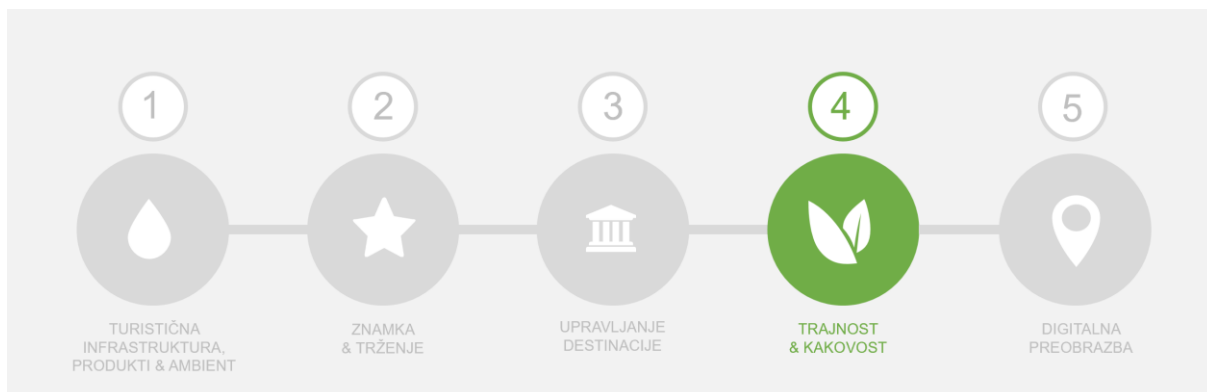 1
2
3
4
5
TURISTIČNA
INFRASTRUKTURA,
PRODUKTI & AMBIENT
ZNAMKA
& TRŽENJE
UPRAVLJANJE
DESTINACIJE
TRAJNOST
& KAKOVOST
DIGITALNA
PREOBRAZBA